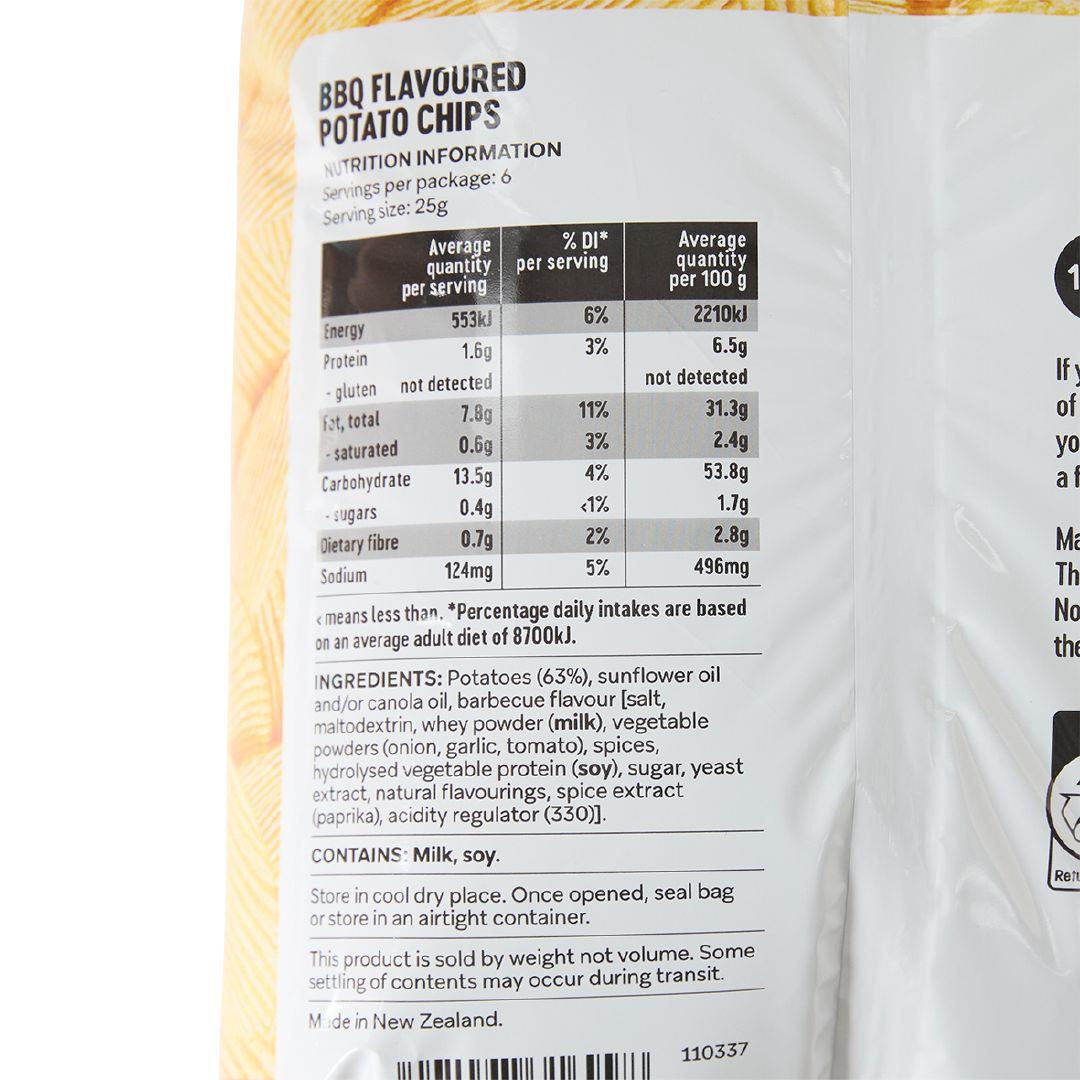 BBQ FLAVOURED
POTATO CHIPS
NUTRITION INFORMATION
Servings per package: 6
Serving size: 25g
Average quantity per serving % DI* per serving Average quantity per 100 g
Energy 553kJ 6% 2210kJ
Protein 1.6g 3% 6.5g
- gluten not detected not detected
Fat, total 7.8g 11% 31.3g
- saturated 0.6g 3% 2.4g
Carbohydrate 13.5g 4% 53.8g
- sugars 0.4g <1% 1.7g
Dietary fibre 0.7g 2% 2.8g
Sodium 124mg 5% 496mg
< means less than. *Percentage daily intakes are based
on an average adult diet of 8700kJ.
INGREDIENTS: Potatoes (63%), sunflower oil
and/or canola oil, barbecue flavour [salt,
maltodextrin, whey powder (milk), vegetable
powders (onion, garlic, tomato), spices,
hydrolysed vegetable protein (soy), sugar, yeast
extract, natural flavourings, spice extract
(paprika), acidity regulator (330)].
CONTAINS: Milk, soy.
Store in cool dry place. Once opened, seal bag
or store in an airtight container.
This product is sold by weight not volume. Some
settling of contents may occur during transit.
Made in New Zealand.
110337
1
If
of
a